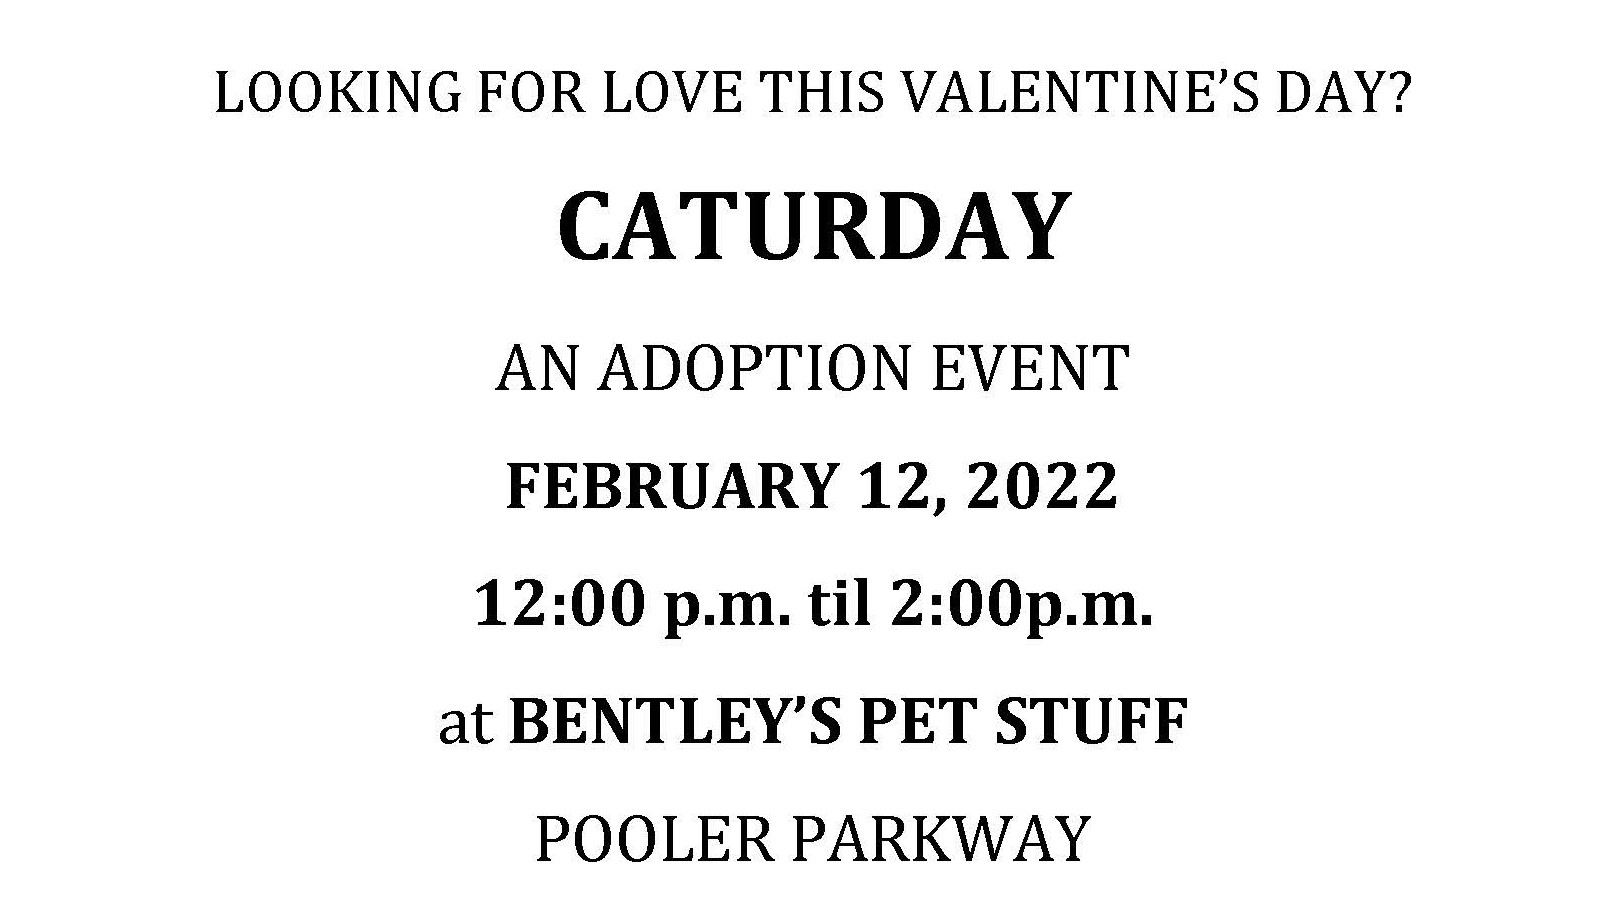 LOOKING FOR LOVE THIS VALENTINE’S DAY?
CATURDAY
AN ADOPTION EVENT
FEBRUARY 12, 2022
12:00 p.m. til 2:00p.m.
at BENTLEY’S PET STUFF
POOLER PARKWAY